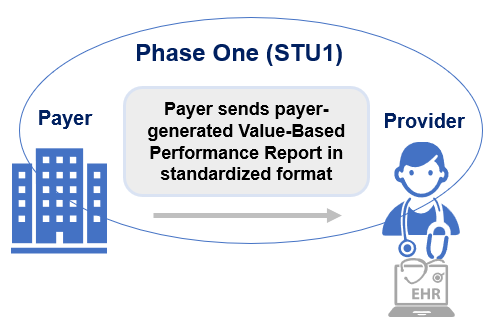 Phase One (STU1)
Payer
Payer sends payer-
generated Value-Based
Performance Report in
standardized format
Provider
EHR